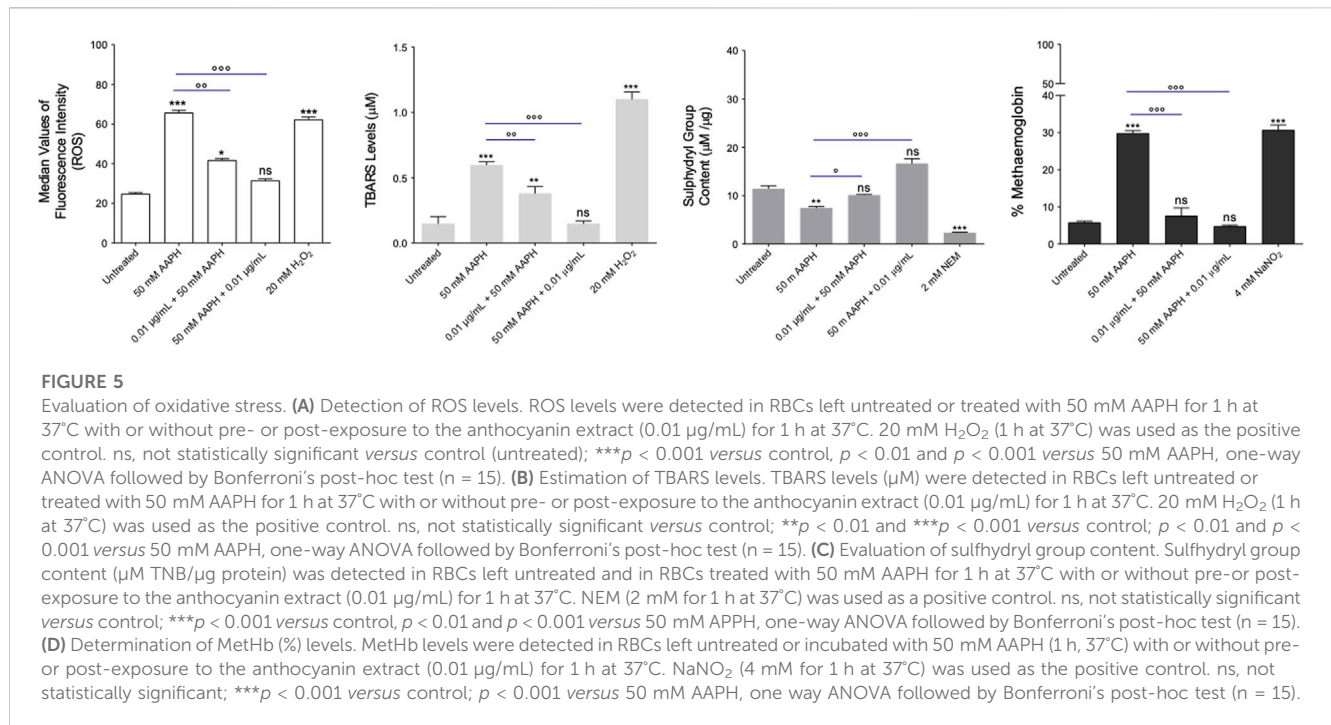 100
80
60
40
20
0
Median Values of
Fluorescence Intensity
(ROS)
***
*
ns
***
°°
°°°
Untreated
50 mM AAPH
0.01 µg/mL + 50 mM AAPH
50 mM AAPH + 0.01 µg/mL
20 mM H₂O₂
1.5
1.0
0.5
0.0
TBARS Levels (µM)
***
**
ns
***
°°
°°°
Untreated
50 mM AAPH
0.01 µg/mL + 50 mM AAPH
50 mM AAPH + 0.01 µg/mL
20 mM H₂O₂
40
30
20
10
0
Sulphydryl Group
Content (µM /µg)
**
ns
ns
***
°
°°°
Untreated
50 m AAPH
0.01 µg/mL + 50 mM AAPH
50 m AAPH + 0.01 µg/mL
2 mM NEM
100
50
40
30
20
10
0
% Methaemoglobin
***
ns
ns
***
°°°
°°°
Untreated
50 mM AAPH
0.01 µg/mL + 50 mM AAPH
50 mM AAPH + 0.01 µg/mL
4 mM NaNO₂
FIGURE 5
Evaluation of oxidative stress. (A) Detection of ROS levels. ROS levels were detected in RBCs left untreated or treated with 50 mM AAPH for 1 h at
37°C with or without pre- or post-exposure to the anthocyanin extract (0.01 µg/mL) for 1 h at 37°C. 20 mM H₂O₂ (1 h at 37°C) was used as the positive
control. ns, not statistically significant versus control (untreated); ***p < 0.001 versus control, p < 0.01 and p < 0.001 versus 50 mM AAPH, one-way
ANOVA followed by Bonferroni's post-hoc test (n = 15). (B) Estimation of TBARS levels. TBARS levels (µM) were detected in RBCs left untreated or
treated with 50 mM AAPH for 1 h at 37°C with or without pre- or post-exposure to the anthocyanin extract (0.01 µg/mL) for 1 h at 37°C. 20 mM H₂O₂ (1 h
at 37°C) was used as the positive control. ns, not statistically significant versus control; **p < 0.01 and ***p < 0.001 versus control; p < 0.01 and p <
0.001 versus 50 mM AAPH, one-way ANOVA followed by Bonferroni's post-hoc test (n = 15). (C) Evaluation of sulfhydryl group content. Sulfhydryl group
content (µM TNB/µg protein) was detected in RBCs left untreated and in RBCs treated with 50 mM AAPH for 1 h at 37°C with or without pre-or post-
exposure to the anthocyanin extract (0.01 µg/mL) for 1 h at 37°C. NEM (2 mM for 1 h at 37°C) was used as a positive control. ns, not statistically significant
versus control; ***p < 0.001 versus control, p < 0.01 and p < 0.001 versus 50 mM APPH, one-way ANOVA followed by Bonferroni's post-hoc test (n = 15).
(D) Determination of MetHb (%) levels. MetHb levels were detected in RBCs left untreated or incubated with 50 mM AAPH (1 h, 37°C) with or without pre-
or post-exposure to the anthocyanin extract (0.01 µg/mL) for 1 h at 37°C. NaNO₂ (4 mM for 1 h at 37°C) was used as the positive control. ns, not
statistically significant; ***p < 0.001 versus control; p < 0.001 versus 50 mM AAPH, one way ANOVA followed by Bonferroni's post-hoc test (n = 15).